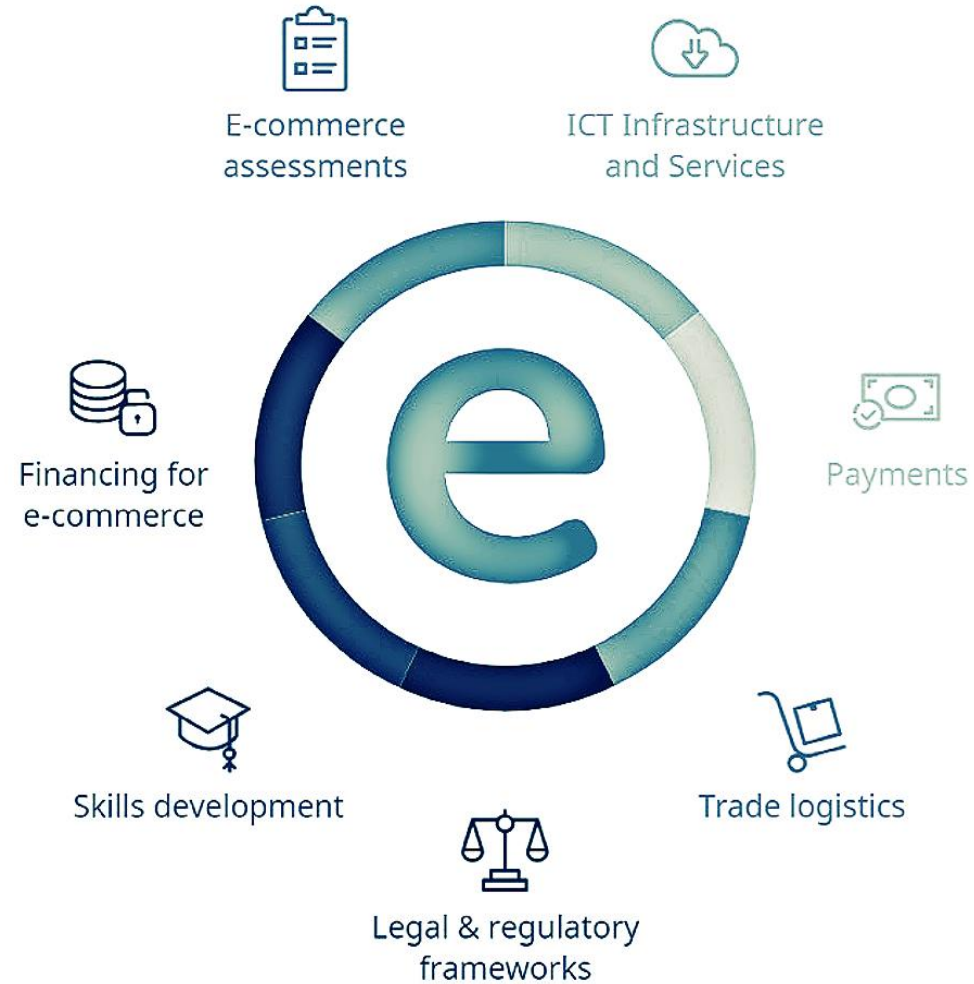 E-commerce
assessments
ICT Infrastructure
and Services
Financing for
e-commerce
e
Payments
Skills development
Trade logistics
Legal & regulatory
frameworks